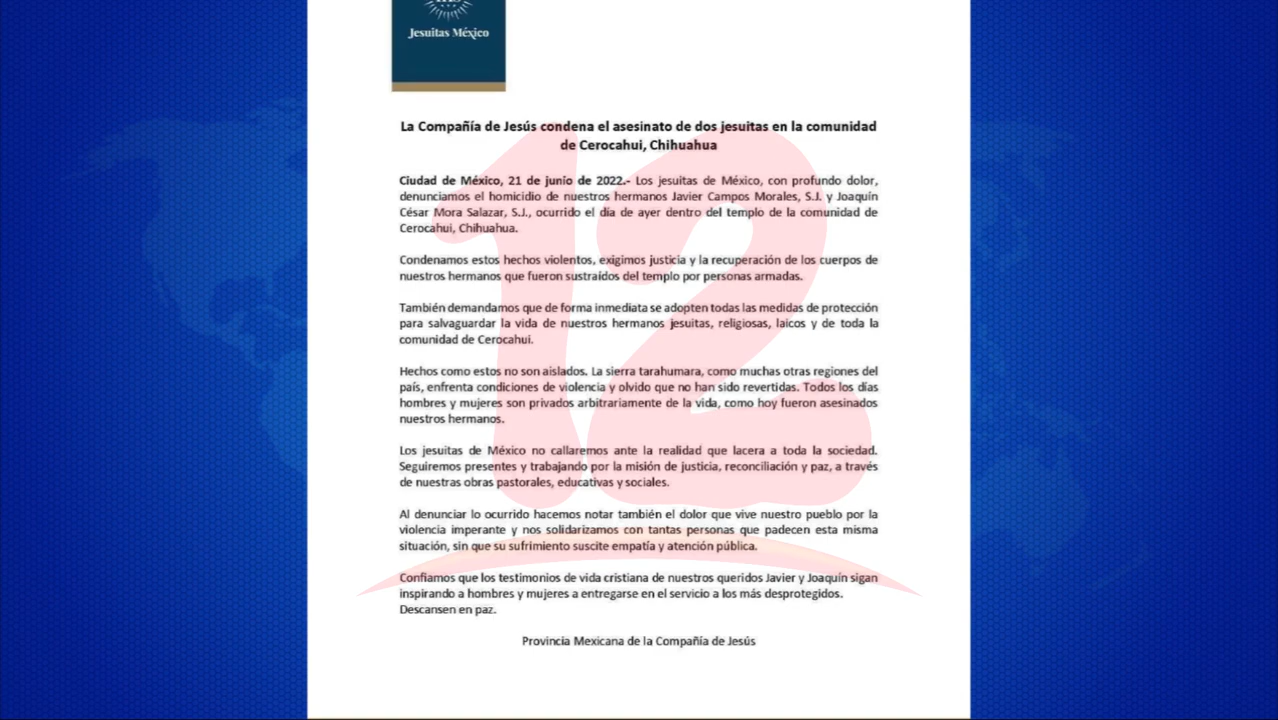 Jesuitas México
La Compañía de Jesús condena el asesinato de dos jesuitas en la comunidad
de Cerocahui, Chihuahua
Ciudad de México, 21 de junio de 2022.- Los jesuitas de México, con profundo dolor,
denunciamos el homicidio de nuestros hermanos Javier Campos Morales, S.J. y Joaquín
César Mora Salazar, S.J., ocurrido el día de ayer dentro del templo de la comunidad de
Cerocahui, Chihuahua.
Condenamos estos hechos violentos, exigimos justicia y la recuperación de los cuerpos de
nuestros hermanos que fueron sustraídos del templo por personas armadas.
También demandamos que de forma inmediata se adopten todas las medidas de protección
para salvaguardar la vida de nuestros hermanos jesuitas, religiosas, laicos y de toda la
comunidad de Cerocahui.
Hechos como estos no son aislados. La sierra tarahumara, como muchas otras regiones del
país, enfrenta condiciones de violencia y olvido que no han sido revertidas. Todos los días
hombres y mujeres son privados arbitrariamente de la vida, como hoy fueron asesinados
nuestros hermanos.
Los jesuitas de México no callaremos ante la realidad que lacera a toda la sociedad.
Seguiremos presentes y trabajando por la misión de justicia, reconciliación y paz, a través
de nuestras obras pastorales, educativas y sociales.
Al denunciar lo ocurrido hacemos notar también el dolor que vive nuestro pueblo por la
violencia imperante y nos solidarizamos con tantas personas que padecen esta misma
situación, sin que su sufrimiento suscite empatía y atención pública.
Confiamos que los testimonios de vida cristiana de nuestros queridos Javier y Joaquín sigan
inspirando a hombres y mujeres a entregarse en el servicio a los más desprotegidos.
Descansen en paz.
Provincia Mexicana de la Compañía de Jesús
12